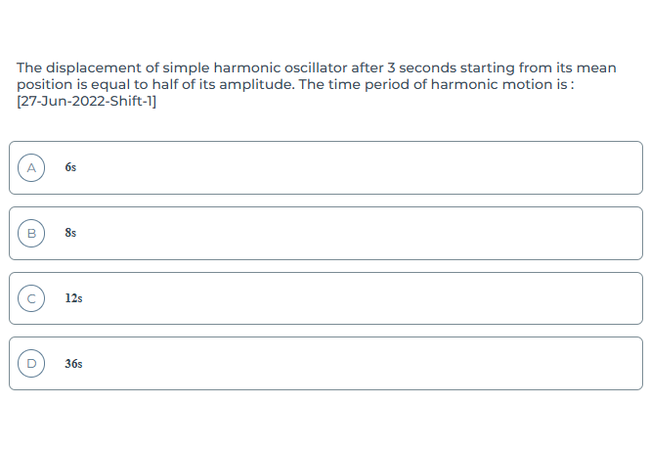 The displacement of simple harmonic oscillator after 3 seconds starting from its mean
position is equal to half of its amplitude. The time period of harmonic motion is :
[27-Jun-2022-Shift-1]
A 6s
B 8s
C 12s
D 36s